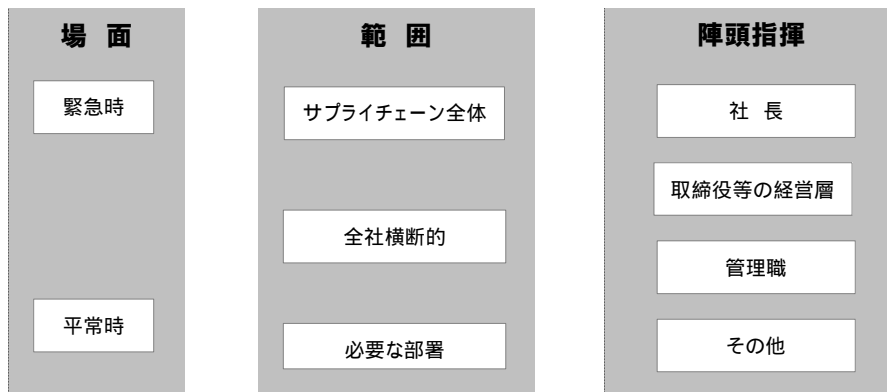 場 面
緊急時
平常時
範 囲
サプライチェーン全体
全社横断的
必要な部署
陣頭指揮
社 長
取締役等の経営層
管理職
その他